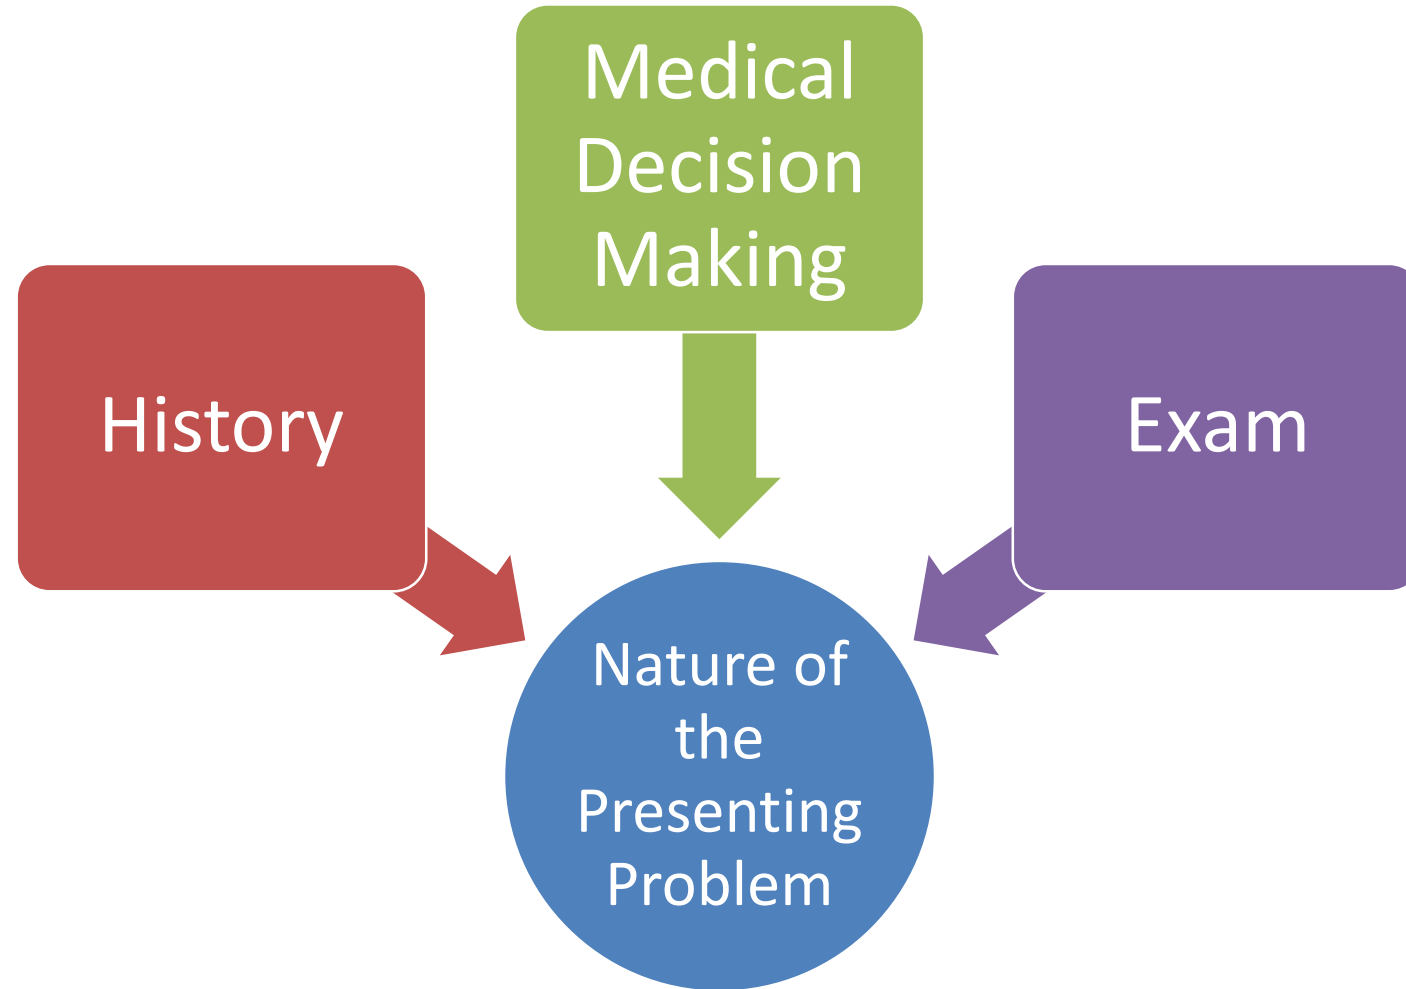 Medical
Decision
Making
History
Exam
Nature of
the
Presenting
Problem